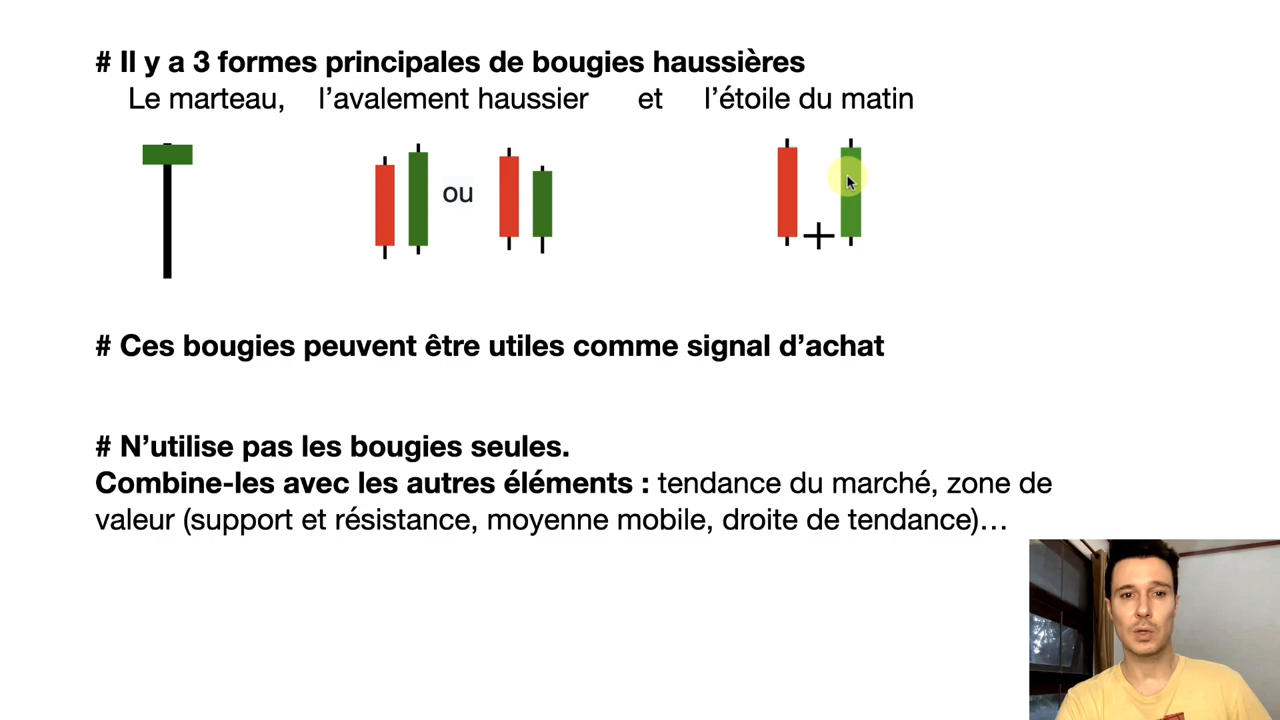 # Il y a 3 formes principales de bougies haussières
Le marteau, l’avalement haussier et l’étoile du matin
ou
# Ces bougies peuvent être utiles comme signal d’achat
# N’utilise pas les bougies seules.
Combine-les avec les autres éléments : tendance du marché, zone de
valeur (support et résistance, moyenne mobile, droite de tendance)…